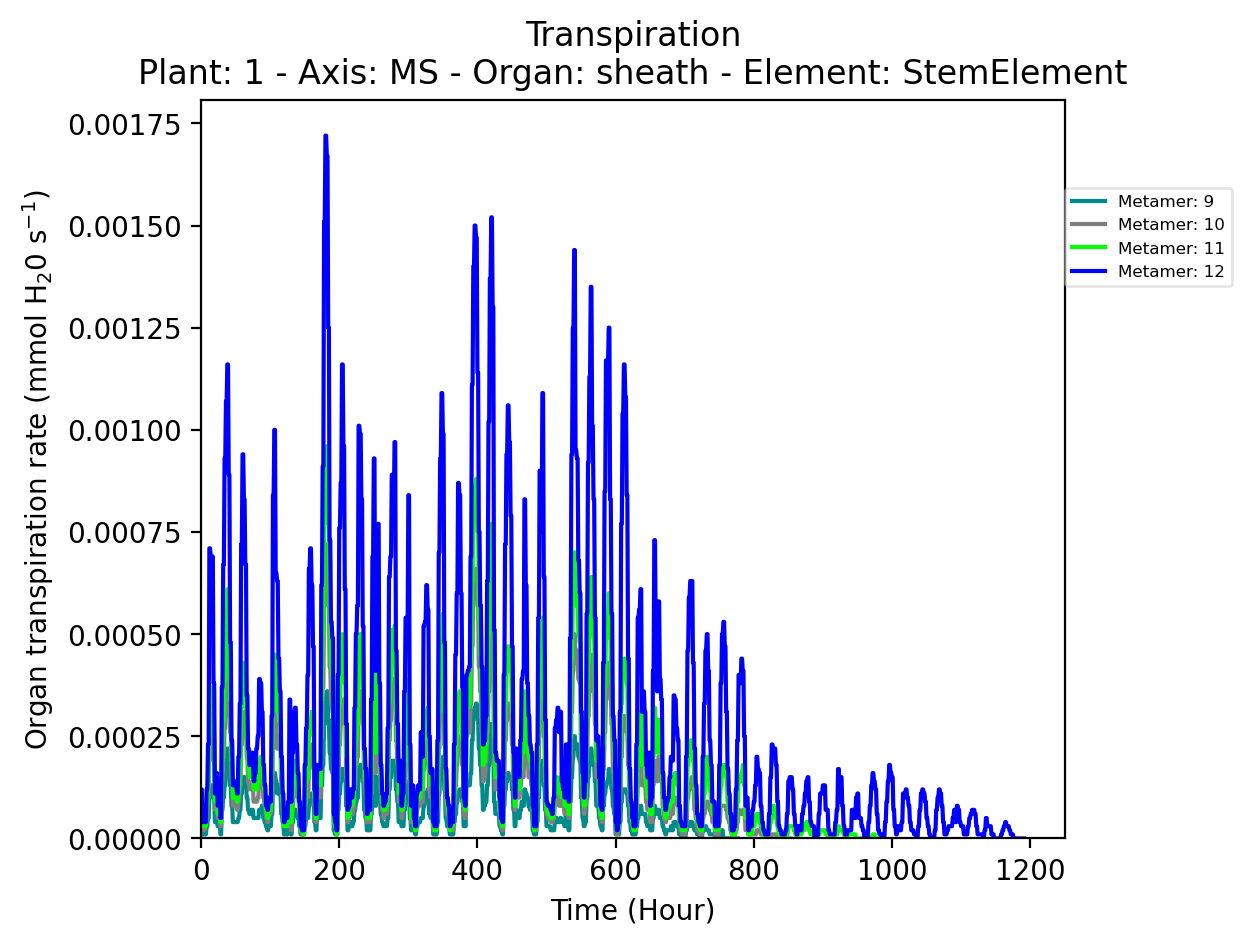 Transpiration
Plant: 1 - Axis: MS - Organ: sheath - Element: StemElement
Organ transpiration rate (mmol H₂0 s⁻¹)
0.00175
0.00150
0.00125
0.00100
0.00075
0.00050
0.00025
0.00000
0 200 400 600 800 1000 1200
Time (Hour)
Metamer: 9
Metamer: 10
Metamer: 11
Metamer: 12